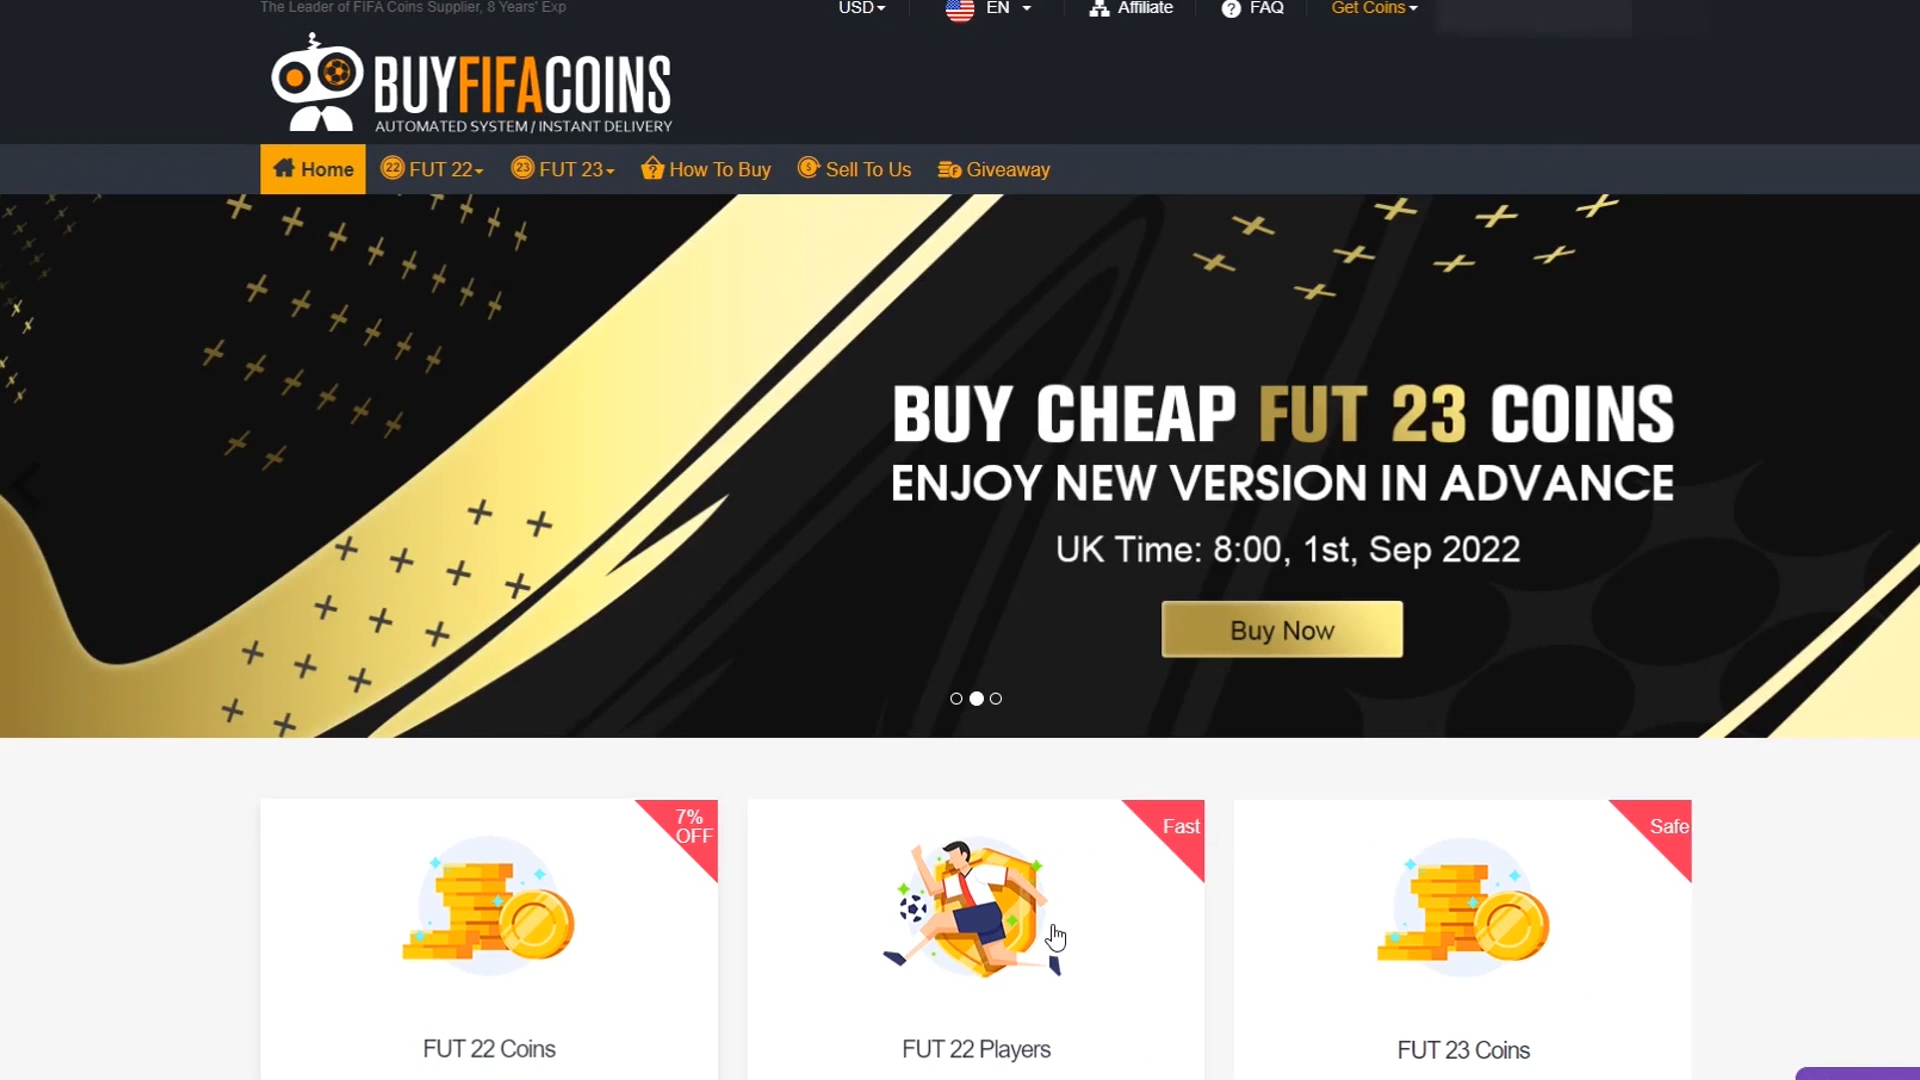 The Leader of FIFA Coins Supplier, 8 Years' Exp
USD
EN
Affiliate
? FAQ
Get Coins
BUYFIFACOINS
AUTOMATED SYSTEM / INSTANT DELIVERY
Home
22 FUT 22
23 FUT 23
? How To Buy
$ Sell To Us
F Giveaway
BUY CHEAP FUT 23 COINS
ENJOY NEW VERSION IN ADVANCE
UK Time: 8:00, 1st, Sep 2022
Buy Now
7%
OFF
FUT 22 Coins
Fast
FUT 22 Players
Safe
FUT 23 Coins